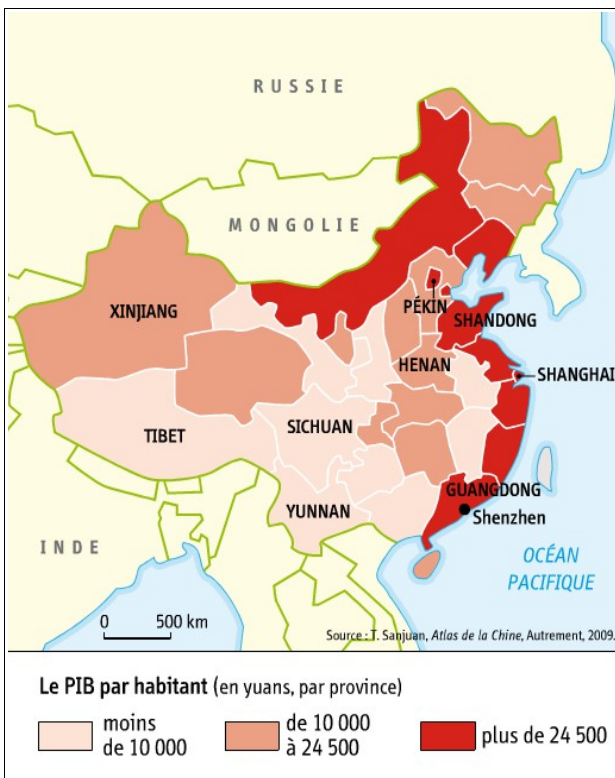 RUSSIE
MONGOLIE
XINJIANG
PÉKIN
SHANDONG
HENAN
SHANGHAI
TIBET
SICHUAN
YUNNAN
GUANGDONG
Shenzhen
INDE
OCÉAN
PACIFIQUE
0 500 km
Source : T. Sanjuan, Atlas de la Chine, Autrement, 2009.
Le PIB par habitant (en yuans, par province)
moins
de 10 000
de 10 000
à 24 500
plus de 24 500